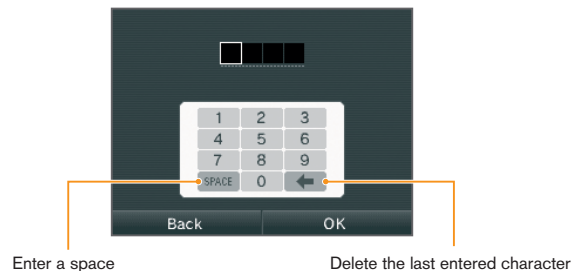 1 2 3
4 5 6
7 8 9
SPACE 0
Back OK
Enter a space Delete the last entered character